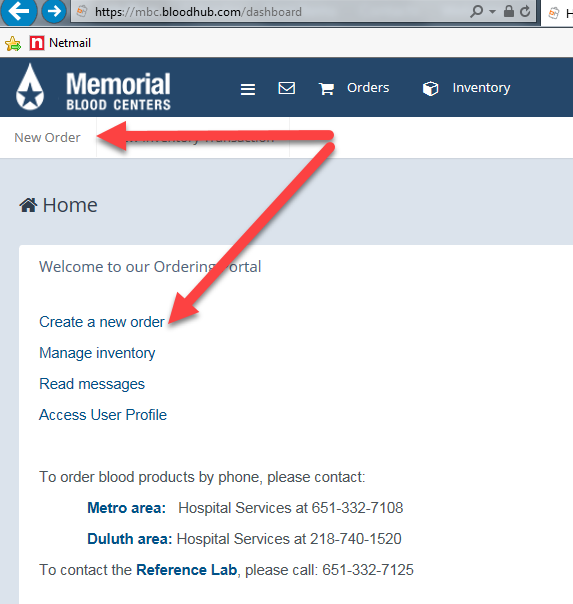 https://mbc.bloodhub.com/dashboard
H
Netmail
Memorial
BLOOD CENTERS
Orders
Inventory
New Order
Inventory Transaction
Home
Welcome to our Ordering Portal
Create a new order
Manage inventory
Read messages
Access User Profile
To order blood products by phone, please contact:
Metro area: Hospital Services at 651-332-7108
Duluth area: Hospital Services at 218-740-1520
To contact the Reference Lab, please call: 651-332-7125